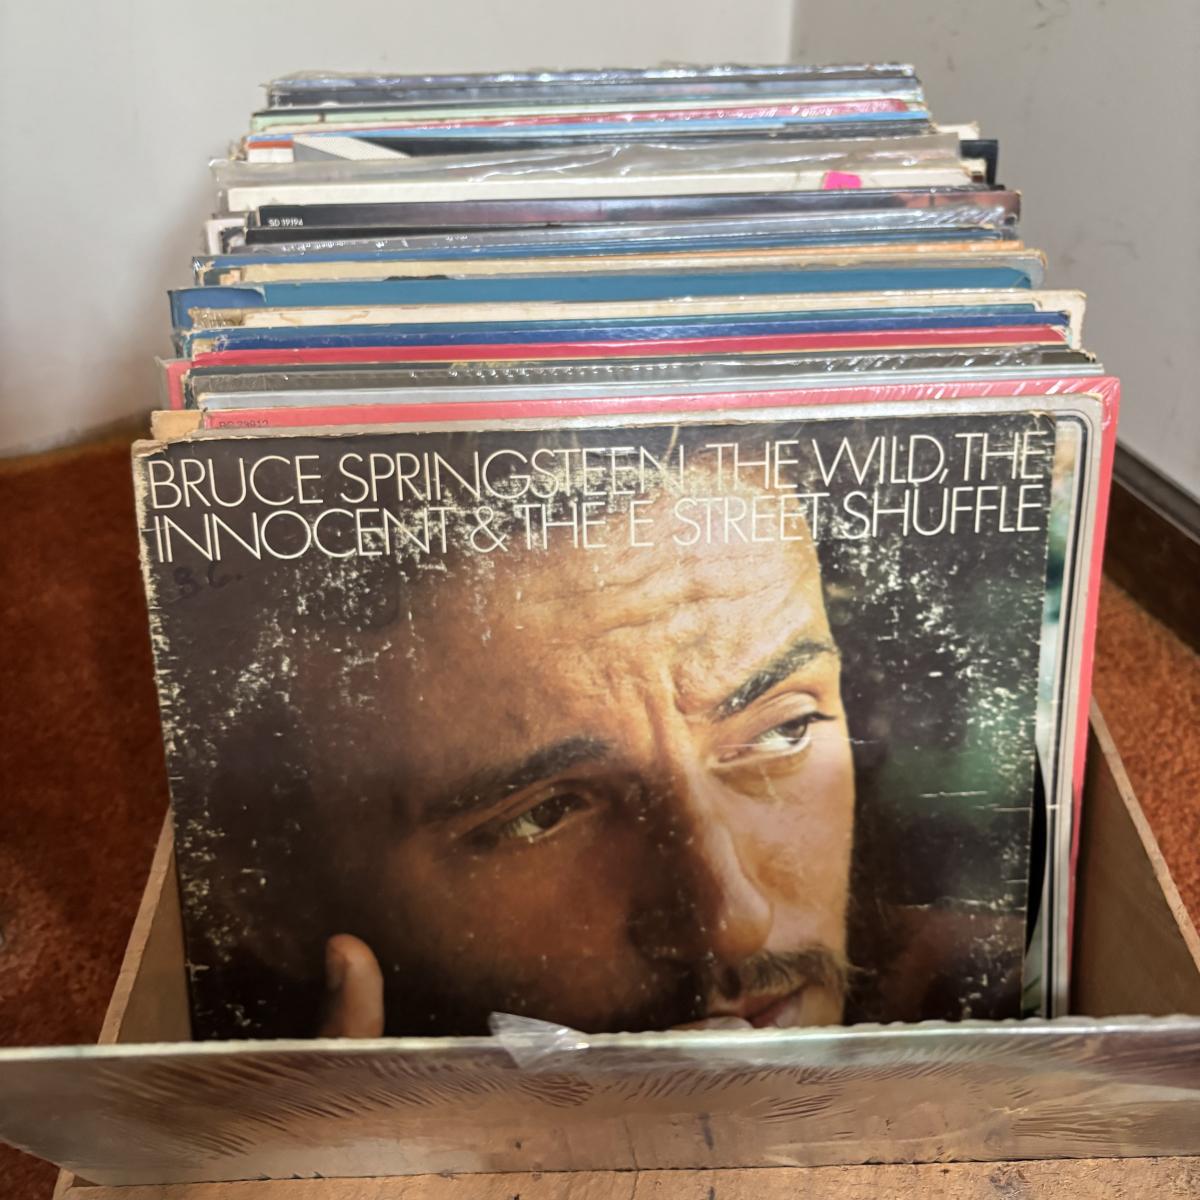 SD 19194
BRUCE SPRINGSTEEN THE WILD, THE
INNOCENT & THE E STREET SHUFFLE